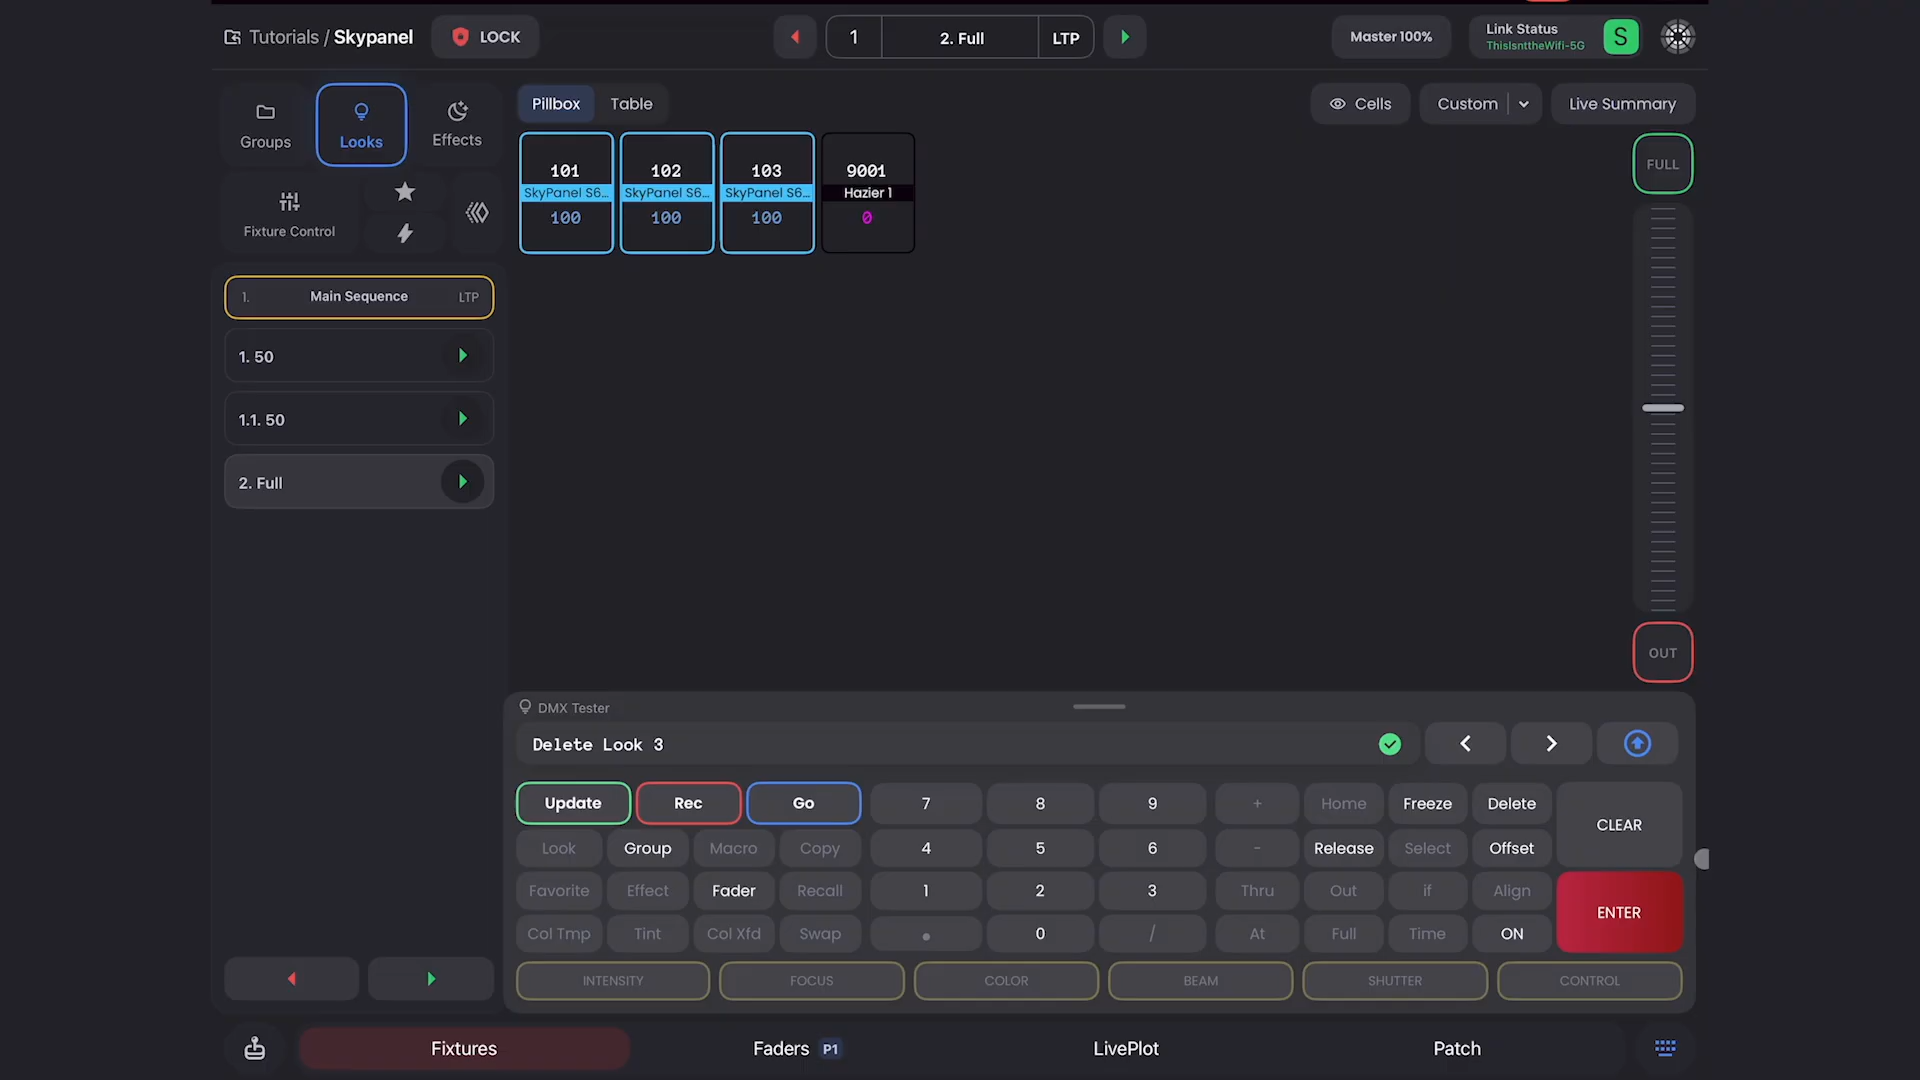 Tutorials / Skypanel
LOCK
1
2. Full
LTP
Master 100%
Link Status
ThisIsnttheWifi-5G
S
Groups
Looks
Effects
Fixture Control
Pillbox
Table
Cells
Custom
Live Summary
101
SkyPanel S6...
100
102
SkyPanel S6...
100
103
SkyPanel S6...
100
9001
Hazier 1
0
FULL
OUT
1.
Main Sequence
LTP
1. 50
1.1. 50
2. Full
DMX Tester
Delete Look 3
Update
Rec
Go
7
8
9
+
Home
Freeze
Delete
CLEAR
Look
Group
Macro
Copy
4
5
6
-
Release
Select
Offset
Favorite
Effect
Fader
Recall
1
2
3
Thru
Out
if
Align
ENTER
Col Tmp
Tint
Col Xfd
Swap
.
0
/
At
Full
Time
ON
INTENSITY
FOCUS
COLOR
BEAM
SHUTTER
CONTROL
Fixtures
Faders P1
LivePlot
Patch